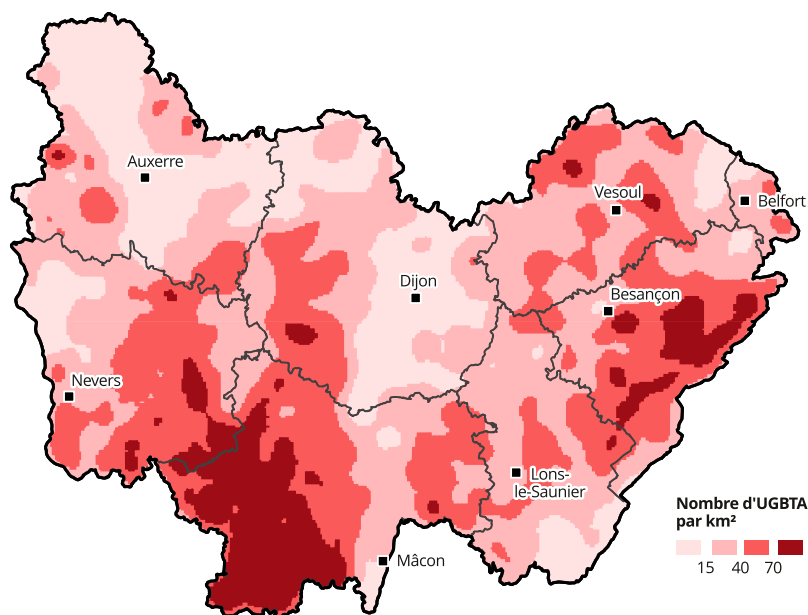 Auxerre
Vesoul
Belfort
Dijon
Besançon
Nevers
Lons-
le-Saunier
Mâcon
Nombre d'UGBTA
par km²
15 40 70